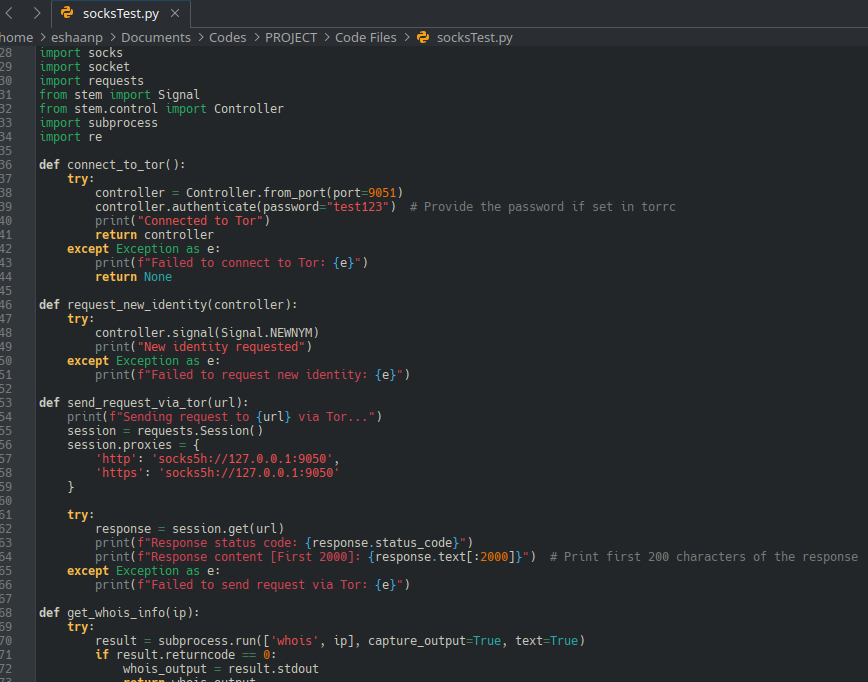 socksTest.py
home > eshaanp > Documents > Codes > PROJECT > Code Files > socksTest.py
28 import socks
29 import socket
30 import requests
31 from stem import Signal
32 from stem.control import Controller
33 import subprocess
34 import re
35
36 def connect_to_tor():
37     try:
38         controller = Controller.from_port(port=9051)
39         controller.authenticate(password="test123")  # Provide the password if set in torrc
40         print("Connected to Tor")
41         return controller
42     except Exception as e:
43         print(f"Failed to connect to Tor: {e}")
44         return None
45
46 def request_new_identity(controller):
47     try:
48         controller.signal(Signal.NEWNYM)
49         print("New identity requested")
50     except Exception as e:
51         print(f"Failed to request new identity: {e}")
52
53 def send_request_via_tor(url):
54     print(f"Sending request to {url} via Tor...")
55     session = requests.Session()
56     session.proxies = {
57         'http': 'socks5h://127.0.0.1:9050',
58         'https': 'socks5h://127.0.0.1:9050'
59     }
60
61     try:
62         response = session.get(url)
63         print(f"Response status code: {response.status_code}")
64         print(f"Response content [First 2000]: {response.text[:2000]}")  # Print first 200 characters of the response
65     except Exception as e:
66         print(f"Failed to send request via Tor: {e}")
67
68 def get_whois_info(ip):
69     try:
70         result = subprocess.run(['whois', ip], capture_output=True, text=True)
71         if result.returncode == 0:
72             whois_output = result.stdout
73             return whois_output